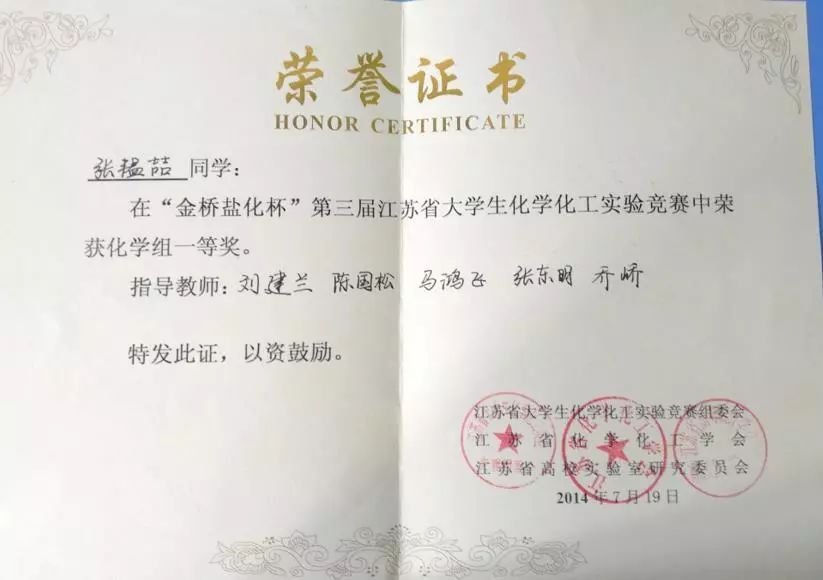 荣誉证书
HONOR CERTIFICATE
张韫喆 同学：
在“金桥盐化杯”第三届江苏省大学生化学化工实验竞赛中荣
获化学组一等奖。
指导教师：刘建兰 陈国松 马鸿飞 张东明 乔峤
特发此证，以资鼓励。
江苏省大学生化学化工实验竞赛组委会
江苏省化学化工学会
江苏省高校实验室研究委员会
2014年7月19日